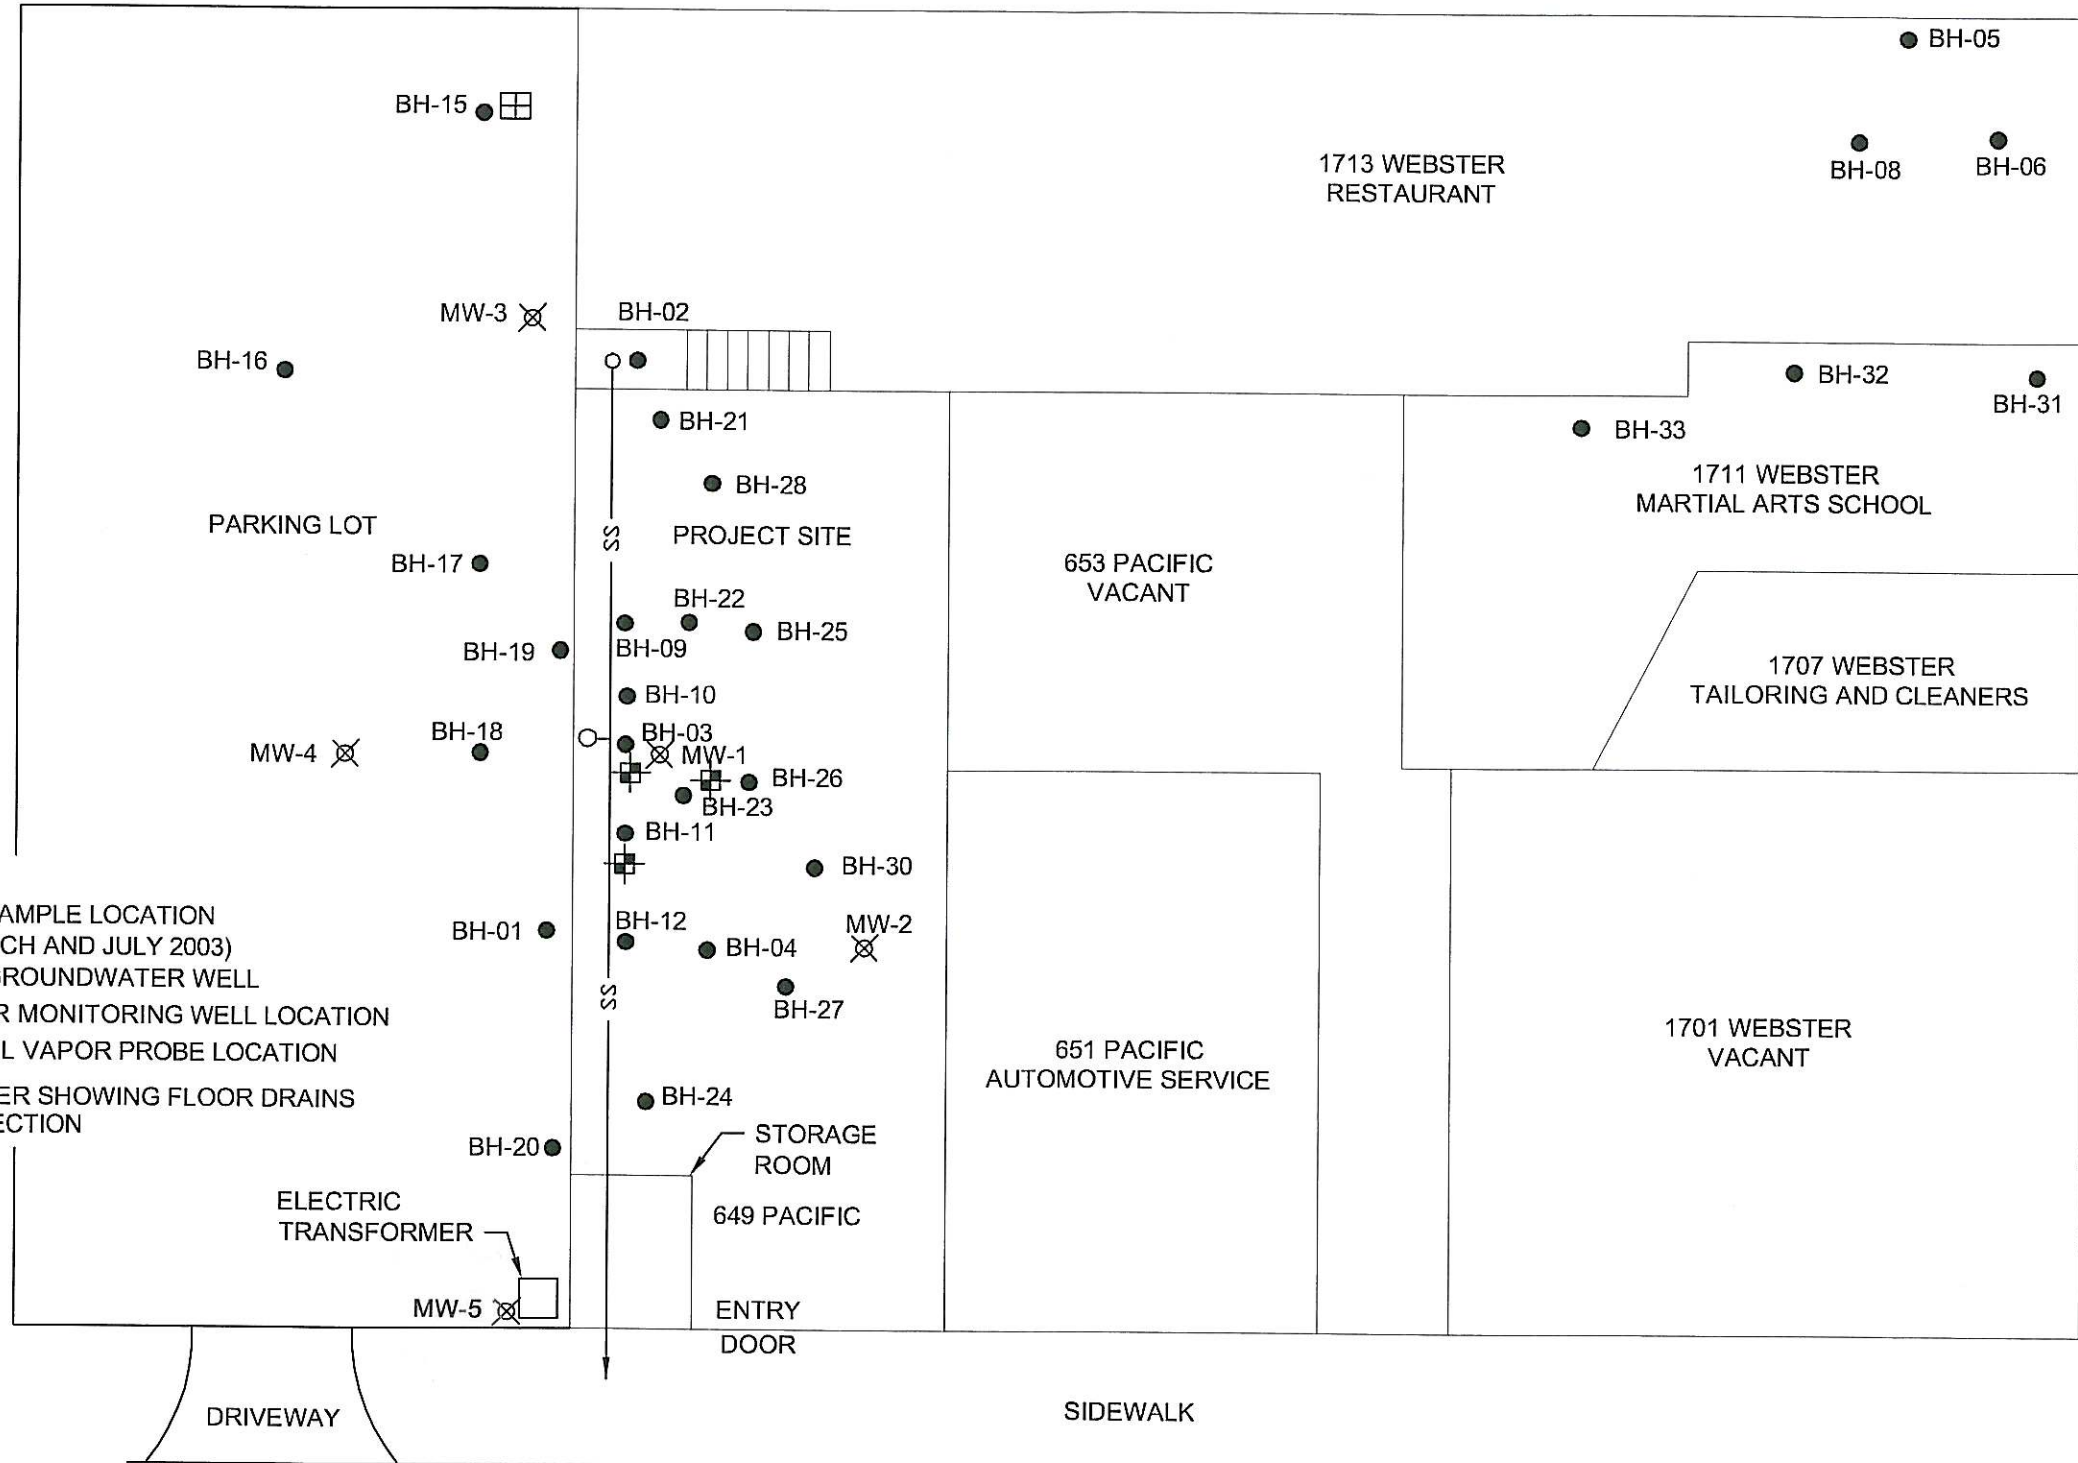 BH-05
BH-15
1713 WEBSTER
RESTAURANT
BH-08
BH-06
MW-3
BH-02
BH-16
BH-32
BH-31
BH-21
BH-33
1711 WEBSTER
MARTIAL ARTS SCHOOL
BH-28
PARKING LOT
SS
PROJECT SITE
BH-17
653 PACIFIC
VACANT
BH-22
BH-25
BH-19
BH-09
1707 WEBSTER
TAILORING AND CLEANERS
BH-10
BH-18
BH-03
MW-4
MW-1
BH-26
BH-23
BH-11
BH-30
AMPLE LOCATION
CH AND JULY 2003)
GROUNDWATER WELL
R MONITORING WELL LOCATION
L VAPOR PROBE LOCATION
ER SHOWING FLOOR DRAINS
ECTION
BH-01
BH-12
BH-04
MW-2
SS
BH-27
651 PACIFIC
AUTOMOTIVE SERVICE
1701 WEBSTER
VACANT
BH-24
BH-20
STORAGE
ROOM
ELECTRIC
TRANSFORMER
649 PACIFIC
MW-5
ENTRY
DOOR
DRIVEWAY
SIDEWALK